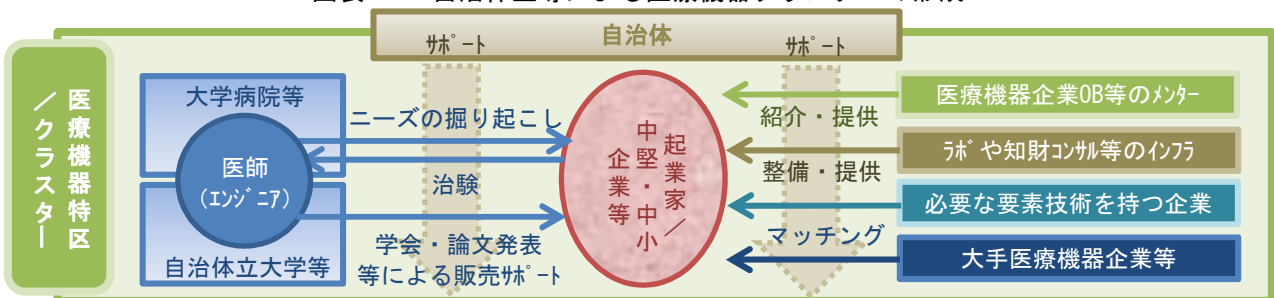 自治体
サポート
サポート
医療機器特区
／クラスター
大学病院等
医師
(エンジニア)
自治体立大学等
ニーズの掘り起こし
治験
学会・論文発表
等による販売サポート
起業家／
中堅・中小
企業等
紹介・提供
整備・提供
マッチング
医療機器企業OB等のメンター
ラボや知財コンサル等のインフラ
必要な要素技術を持つ企業
大手医療機器企業等